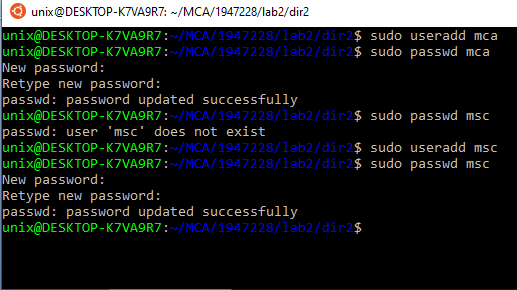 unix@DESKTOP-K7VA9R7: ~/MCA/1947228/lab2/dir2
unix@DESKTOP-K7VA9R7:~/MCA/1947228/lab2/dir2$ sudo useradd mca
unix@DESKTOP-K7VA9R7:~/MCA/1947228/lab2/dir2$ sudo passwd mca
New password:
Retype new password:
passwd: password updated successfully
unix@DESKTOP-K7VA9R7:~/MCA/1947228/lab2/dir2$ sudo passwd msc
passwd: user 'msc' does not exist
unix@DESKTOP-K7VA9R7:~/MCA/1947228/lab2/dir2$ sudo useradd msc
unix@DESKTOP-K7VA9R7:~/MCA/1947228/lab2/dir2$ sudo passwd msc
New password:
Retype new password:
passwd: password updated successfully
unix@DESKTOP-K7VA9R7:~/MCA/1947228/lab2/dir2$